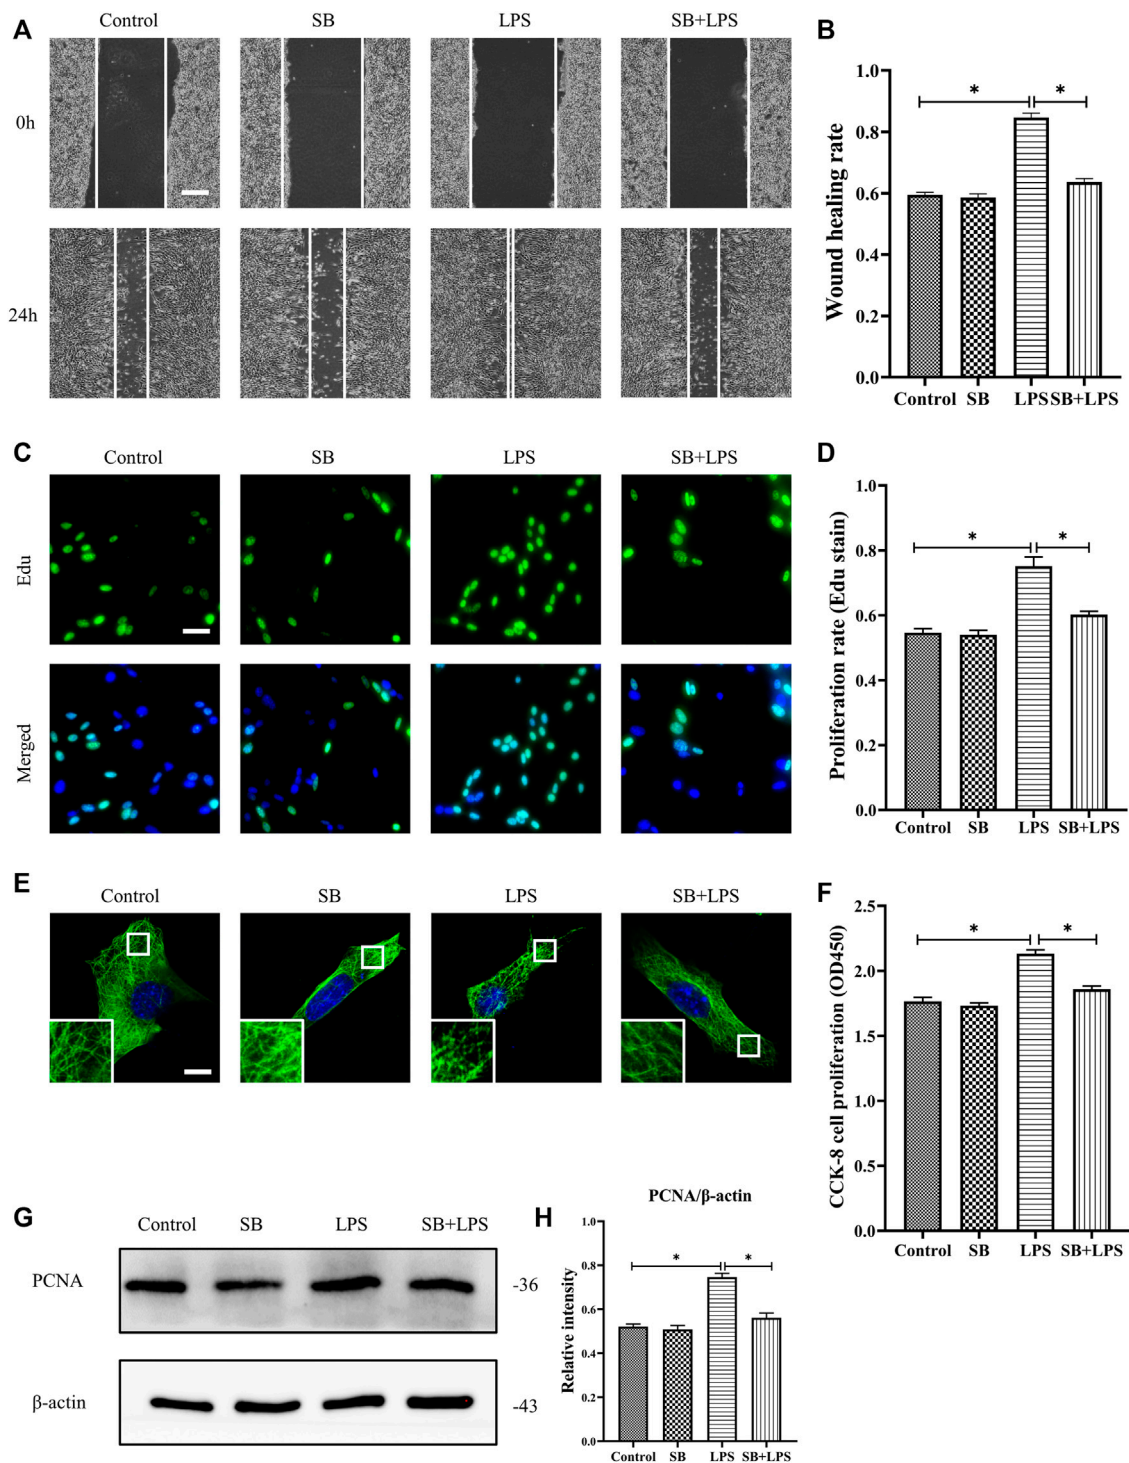 A
Control
SB
LPS
SB+LPS
0h
24h
B
Wound healing rate
1.0
0.8
0.6
0.4
0.2
0.0
*
*
Control
SB
LPS
SB+LPS
C
Control
SB
LPS
SB+LPS
Edu
Merged
D
Proliferation rate (Edu stain)
1.0
0.8
0.6
0.4
0.2
0.0
*
*
Control
SB
LPS
SB+LPS
E
Control
SB
LPS
SB+LPS
F
CCK-8 cell proliferation (OD450)
2.5
2.0
1.5
1.0
0.5
0.0
*
*
Control
SB
LPS
SB+LPS
G
Control
SB
LPS
SB+LPS
PCNA
-36
β-actin
-43
H
PCNA/β-actin
Relative intensity
1.0
0.8
0.6
0.4
0.2
0.0
*
*
Control
SB
LPS
SB+LPS